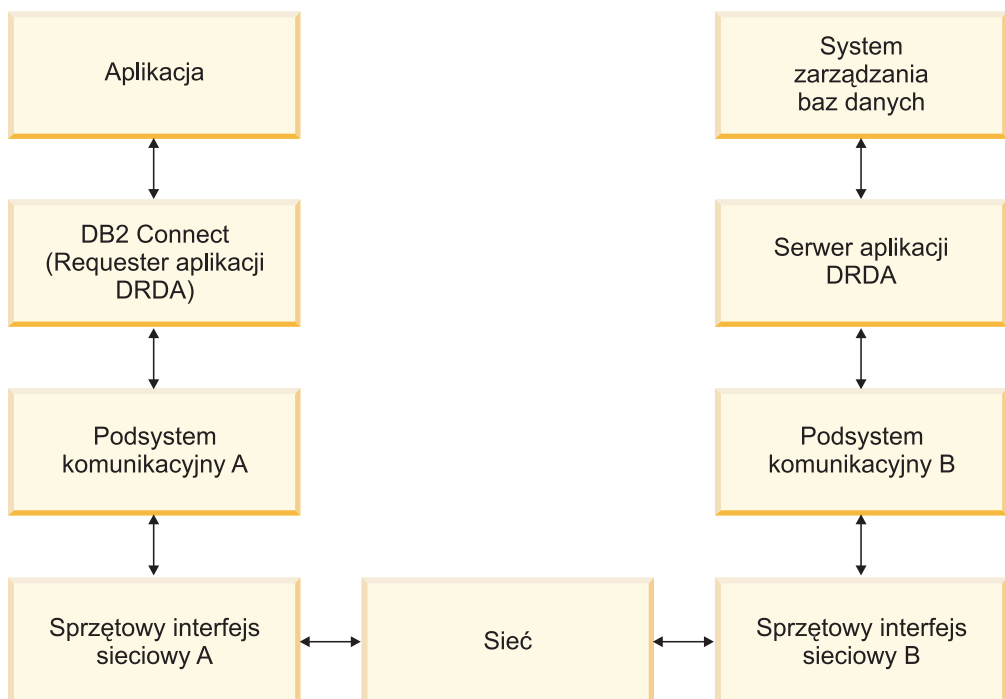 Aplikacja
System
zarządzania
baz danych
DB2 Connect
(Requester aplikacji
DRDA)
Serwer aplikacji
DRDA
Podsystem
komunikacyjny A
Podsystem
komunikacyjny B
Sprzętowy interfejs
sieciowy A
Sieć
Sprzętowy interfejs
sieciowy B